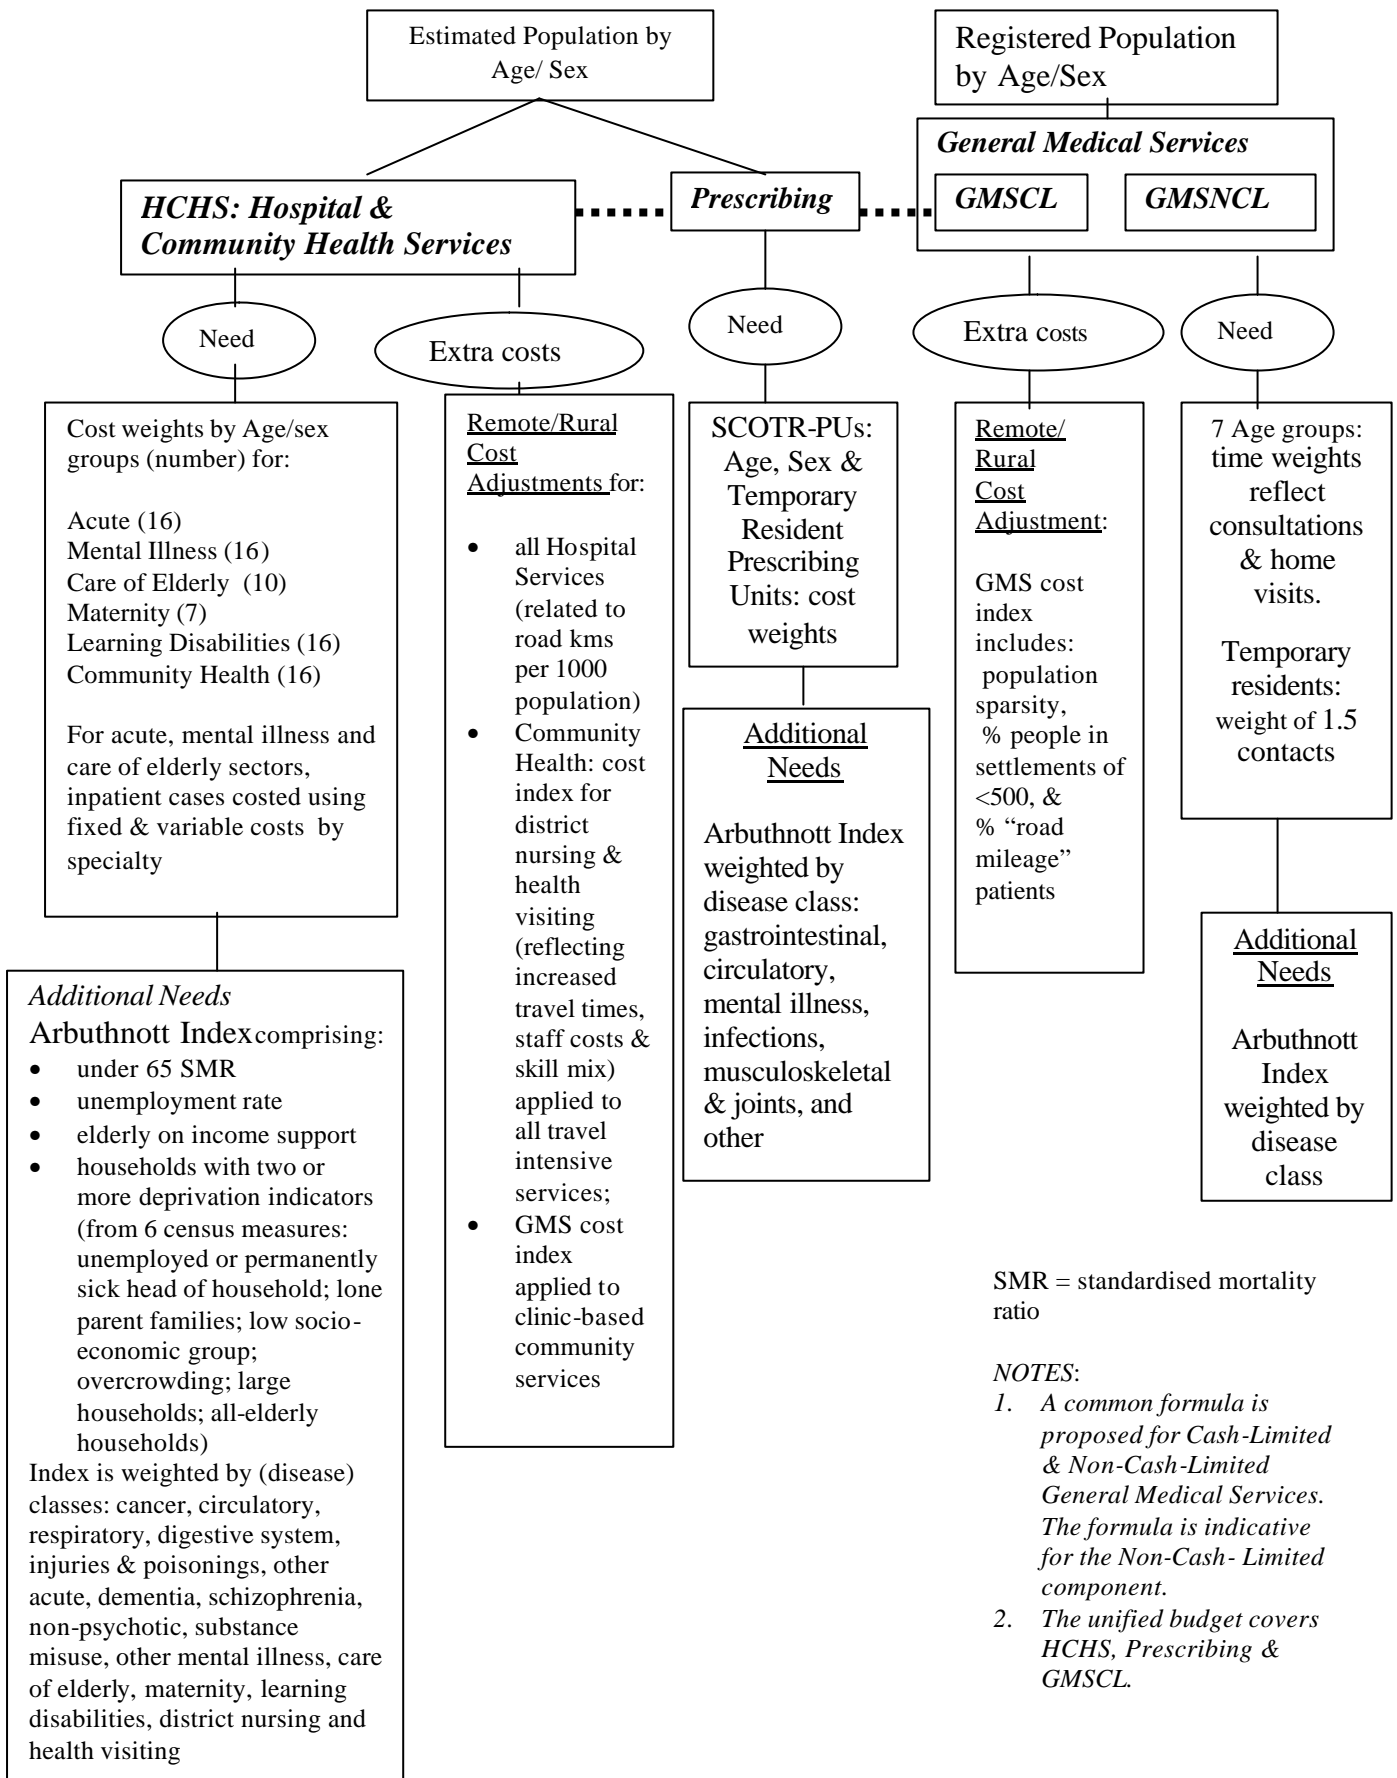 Estimated Population by
Age/ Sex
Registered Population
by Age/Sex
General Medical Services
GMSCL
GMSNCL
HCHS: Hospital &
Community Health Services
Prescribing
Need
Extra costs
Need
Extra costs
Need
Cost weights by Age/sex
groups (number) for:
Acute (16)
Mental Illness (16)
Care of Elderly (10)
Maternity (7)
Learning Disabilities (16)
Community Health (16)
For acute, mental illness and
care of elderly sectors,
inpatient cases costed using
fixed & variable costs by
specialty
Additional Needs
Arbuthnott Index comprising:
• under 65 SMR
• unemployment rate
• elderly on income support
• households with two or
more deprivation indicators
(from 6 census measures:
unemployed or permanently
sick head of household; lone
parent families; low socio-
economic group;
overcrowding; large
households; all-elderly
households)
Index is weighted by (disease)
classes: cancer, circulatory,
respiratory, digestive system,
injuries & poisonings, other
acute, dementia, schizophrenia,
non-psychotic, substance
misuse, other mental illness, care
of elderly, maternity, learning
disabilities, district nursing and
health visiting
Remote/Rural
Cost
Adjustments for:
• all Hospital
Services
(related to
road kms
per 1000
population)
• Community
Health: cost
index for
district
nursing &
health
visiting
(reflecting
increased
travel times,
staff costs &
skill mix)
applied to
all travel
intensive
services;
• GMS cost
index
applied to
clinic-based
community
services
SCOTR-PUs:
Age, Sex &
Temporary
Resident
Prescribing
Units: cost
weights
Additional
Needs
Arbuthnott Index
weighted by
disease class:
gastrointestinal,
circulatory,
mental illness,
infections,
musculoskeletal
& joints, and
other
Remote/
Rural
Cost
Adjustment:
GMS cost
index
includes:
population
sparsity,
% people in
settlements of
<500, &
% “road
mileage”
patients
7 Age groups:
time weights
reflect
consultations
& home
visits.
Temporary
residents:
weight of 1.5
contacts
Additional
Needs
Arbuthnott
Index
weighted by
disease
class
SMR = standardised mortality
ratio
NOTES:
1. A common formula is
proposed for Cash-Limited
& Non-Cash-Limited
General Medical Services.
The formula is indicative
for the Non-Cash- Limited
component.
2. The unified budget covers
HCHS, Prescribing &
GMSCL.